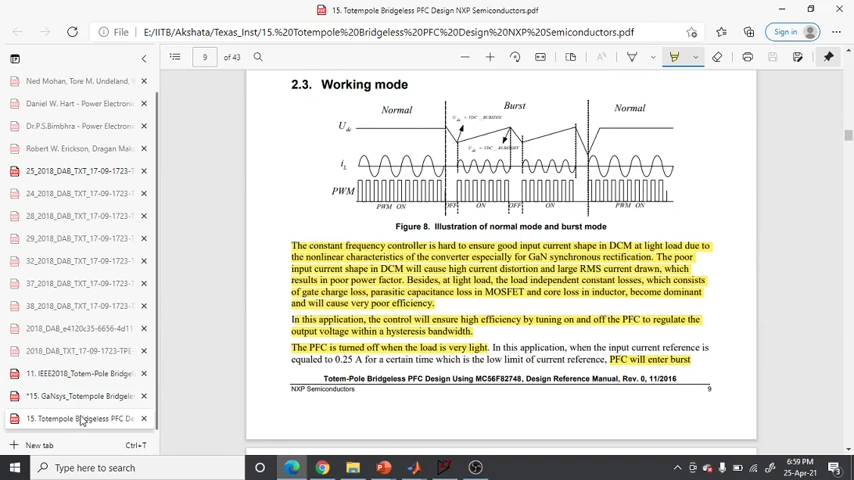 15. Totempole Bridgeless PFC Design NXP Semiconductors.pdf
File
E:/IITB/Akshata/Texas_Inst/15.%20Totempole%20Bridgeless%20PFC%20Design%20NXP%20Semiconductors.pdf
Sign in
9 of 43
Ned Mohan, Tore M. Undeland, W
Daniel W. Hart - Power Electronic
Dr.P.S.Bimbhra - Power Electroni
Robert W. Erickson, Dragan Mak
25_2018_DAB_TXT_17-09-1723-T
24_2018_DAB_TXT_17-09-1723-T
28_2018_DAB_TXT_17-09-1723-T
29_2018_DAB_TXT_17-09-1723-T
32_2018_DAB_TXT_17-09-1723-T
37_2018_DAB_TXT_17-09-1723-T
38_2018_DAB_TXT_17-09-1723-T
2018_DAB_e4120c35-6656-4d11
2018_DAB_TXT_17-09-1723-TPE
11. IEEE2018_Totem-Pole Bridgel
*15. GaNsys_Totempole Bridgeles
15. Totempole Bridgeless PFC De
New tab Ctrl+T
2.3. Working mode
Normal Burst Normal
Udc
iL
PWM
PWM ON OFF ON OFF ON PWM ON
Figure 8. Illustration of normal mode and burst mode
The constant frequency controller is hard to ensure good input current shape in DCM at light load due to
the nonlinear characteristics of the converter especially for GaN synchronous rectification. The poor
input current shape in DCM will cause high current distortion and large RMS current drawn, which
results in poor power factor. Besides, at light load, the load independent constant losses, which consists
of gate charge loss, parasitic capacitance loss in MOSFET and core loss in inductor, become dominant
and will cause very poor efficiency.
In this application, the control will ensure high efficiency by tuning on and off the PFC to regulate the
output voltage within a hysteresis bandwidth.
The PFC is turned off when the load is very light. In this application, when the input current reference is
equaled to 0.25 A for a certain time which is the low limit of current reference, PFC will enter burst
Totem-Pole Bridgeless PFC Design Using MC56F82748, Design Reference Manual, Rev. 0, 11/2016
NXP Semiconductors 9
Type here to search
6:59 PM
25-Apr-21
3